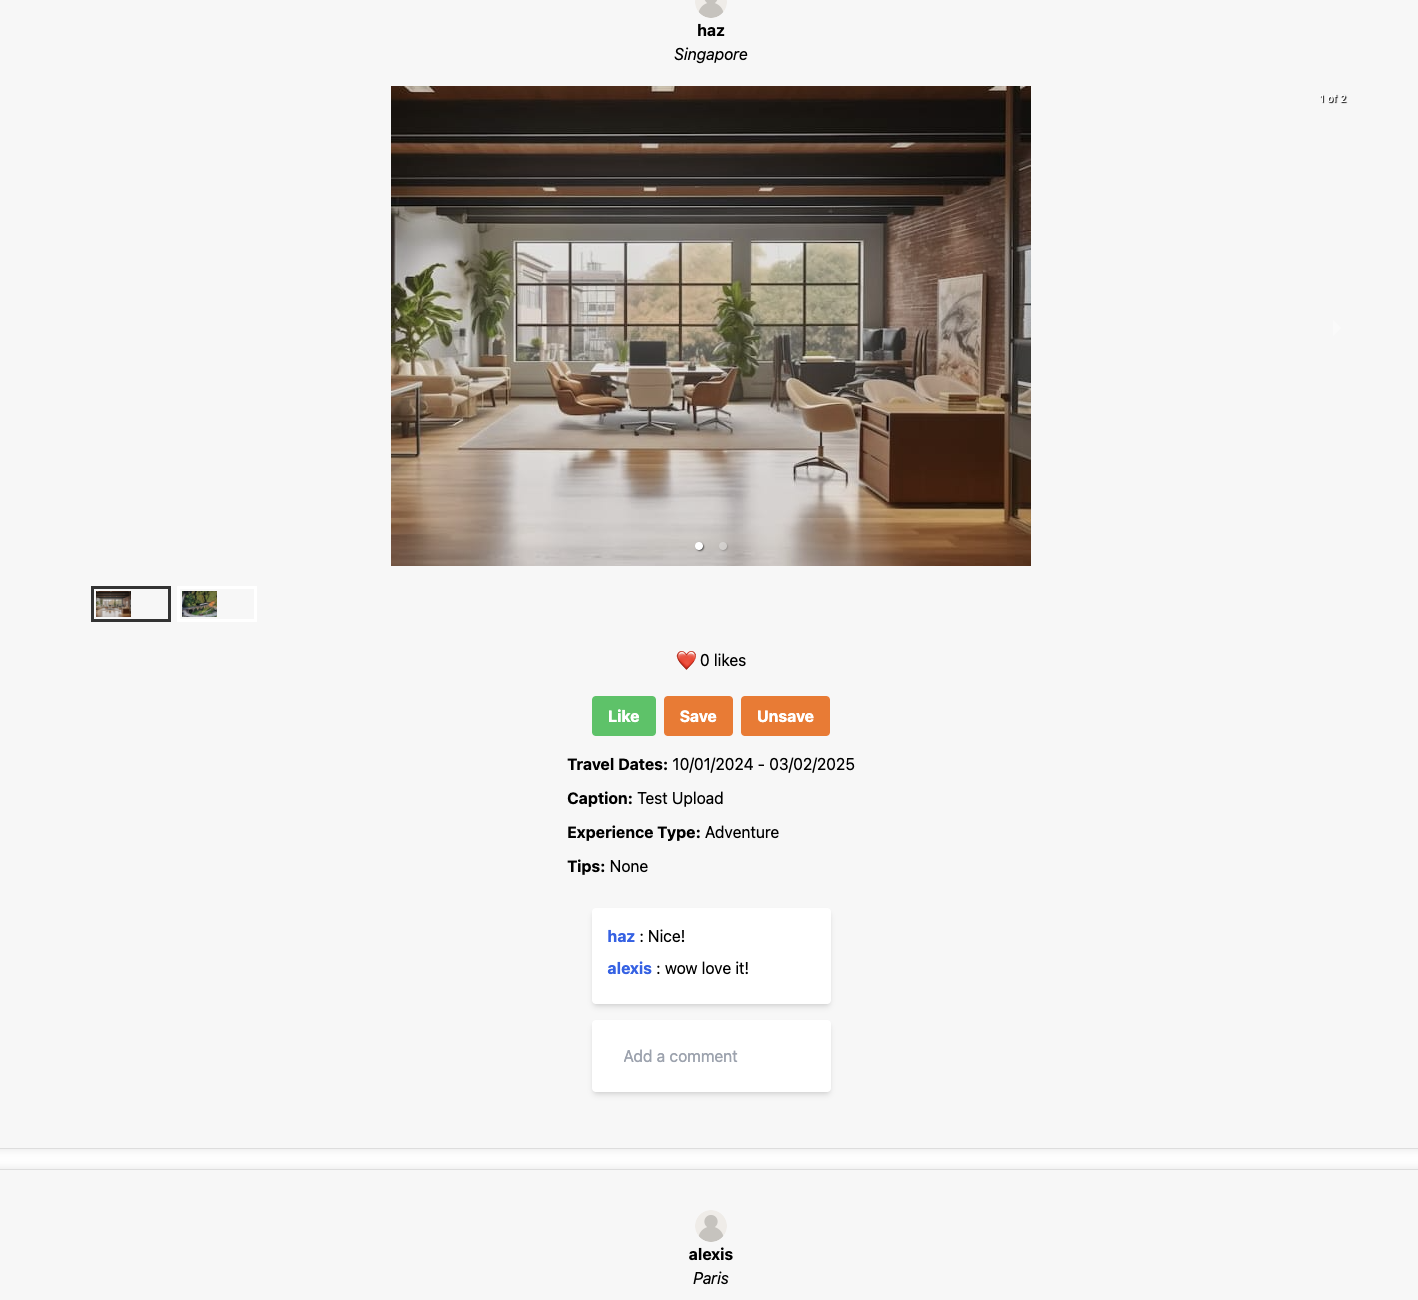 haz
Singapore
1 of 2
❤️ 0 likes
Like Save Unsave
Travel Dates: 10/01/2024 - 03/02/2025
Caption: Test Upload
Experience Type: Adventure
Tips: None
haz : Nice!
alexis : wow love it!
Add a comment
alexis
Paris